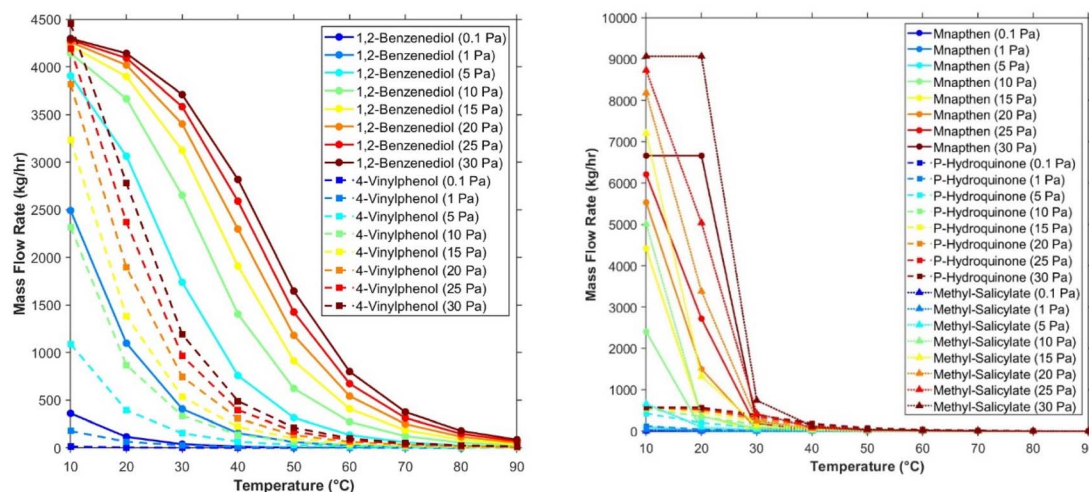 4500
4000
3500
3000
2500
2000
1500
1000
500
0
Mass Flow Rate (kg/hr)
10 20 30 40 50 60 70 80 90
Temperature (°C)
1,2-Benzenediol (0.1 Pa)
1,2-Benzenediol (1 Pa)
1,2-Benzenediol (5 Pa)
1,2-Benzenediol (10 Pa)
1,2-Benzenediol (15 Pa)
1,2-Benzenediol (20 Pa)
1,2-Benzenediol (25 Pa)
1,2-Benzenediol (30 Pa)
4-Vinylphenol (0.1 Pa)
4-Vinylphenol (1 Pa)
4-Vinylphenol (5 Pa)
4-Vinylphenol (10 Pa)
4-Vinylphenol (15 Pa)
4-Vinylphenol (20 Pa)
4-Vinylphenol (25 Pa)
4-Vinylphenol (30 Pa)
10000
9000
8000
7000
6000
5000
4000
3000
2000
1000
0
Mass Flow Rate (kg/hr)
10 20 30 40 50 60 70 80 90
Temperature (°C)
Mnapthen (0.1 Pa)
Mnapthen (1 Pa)
Mnapthen (5 Pa)
Mnapthen (10 Pa)
Mnapthen (15 Pa)
Mnapthen (20 Pa)
Mnapthen (25 Pa)
Mnapthen (30 Pa)
P-Hydroquinone (0.1 Pa)
P-Hydroquinone (1 Pa)
P-Hydroquinone (5 Pa)
P-Hydroquinone (10 Pa)
P-Hydroquinone (15 Pa)
P-Hydroquinone (20 Pa)
P-Hydroquinone (25 Pa)
P-Hydroquinone (30 Pa)
Methyl-Salicylate (0.1 Pa)
Methyl-Salicylate (1 Pa)
Methyl-Salicylate (5 Pa)
Methyl-Salicylate (10 Pa)
Methyl-Salicylate (15 Pa)
Methyl-Salicylate (20 Pa)
Methyl-Salicylate (25 Pa)
Methyl-Salicylate (30 Pa)